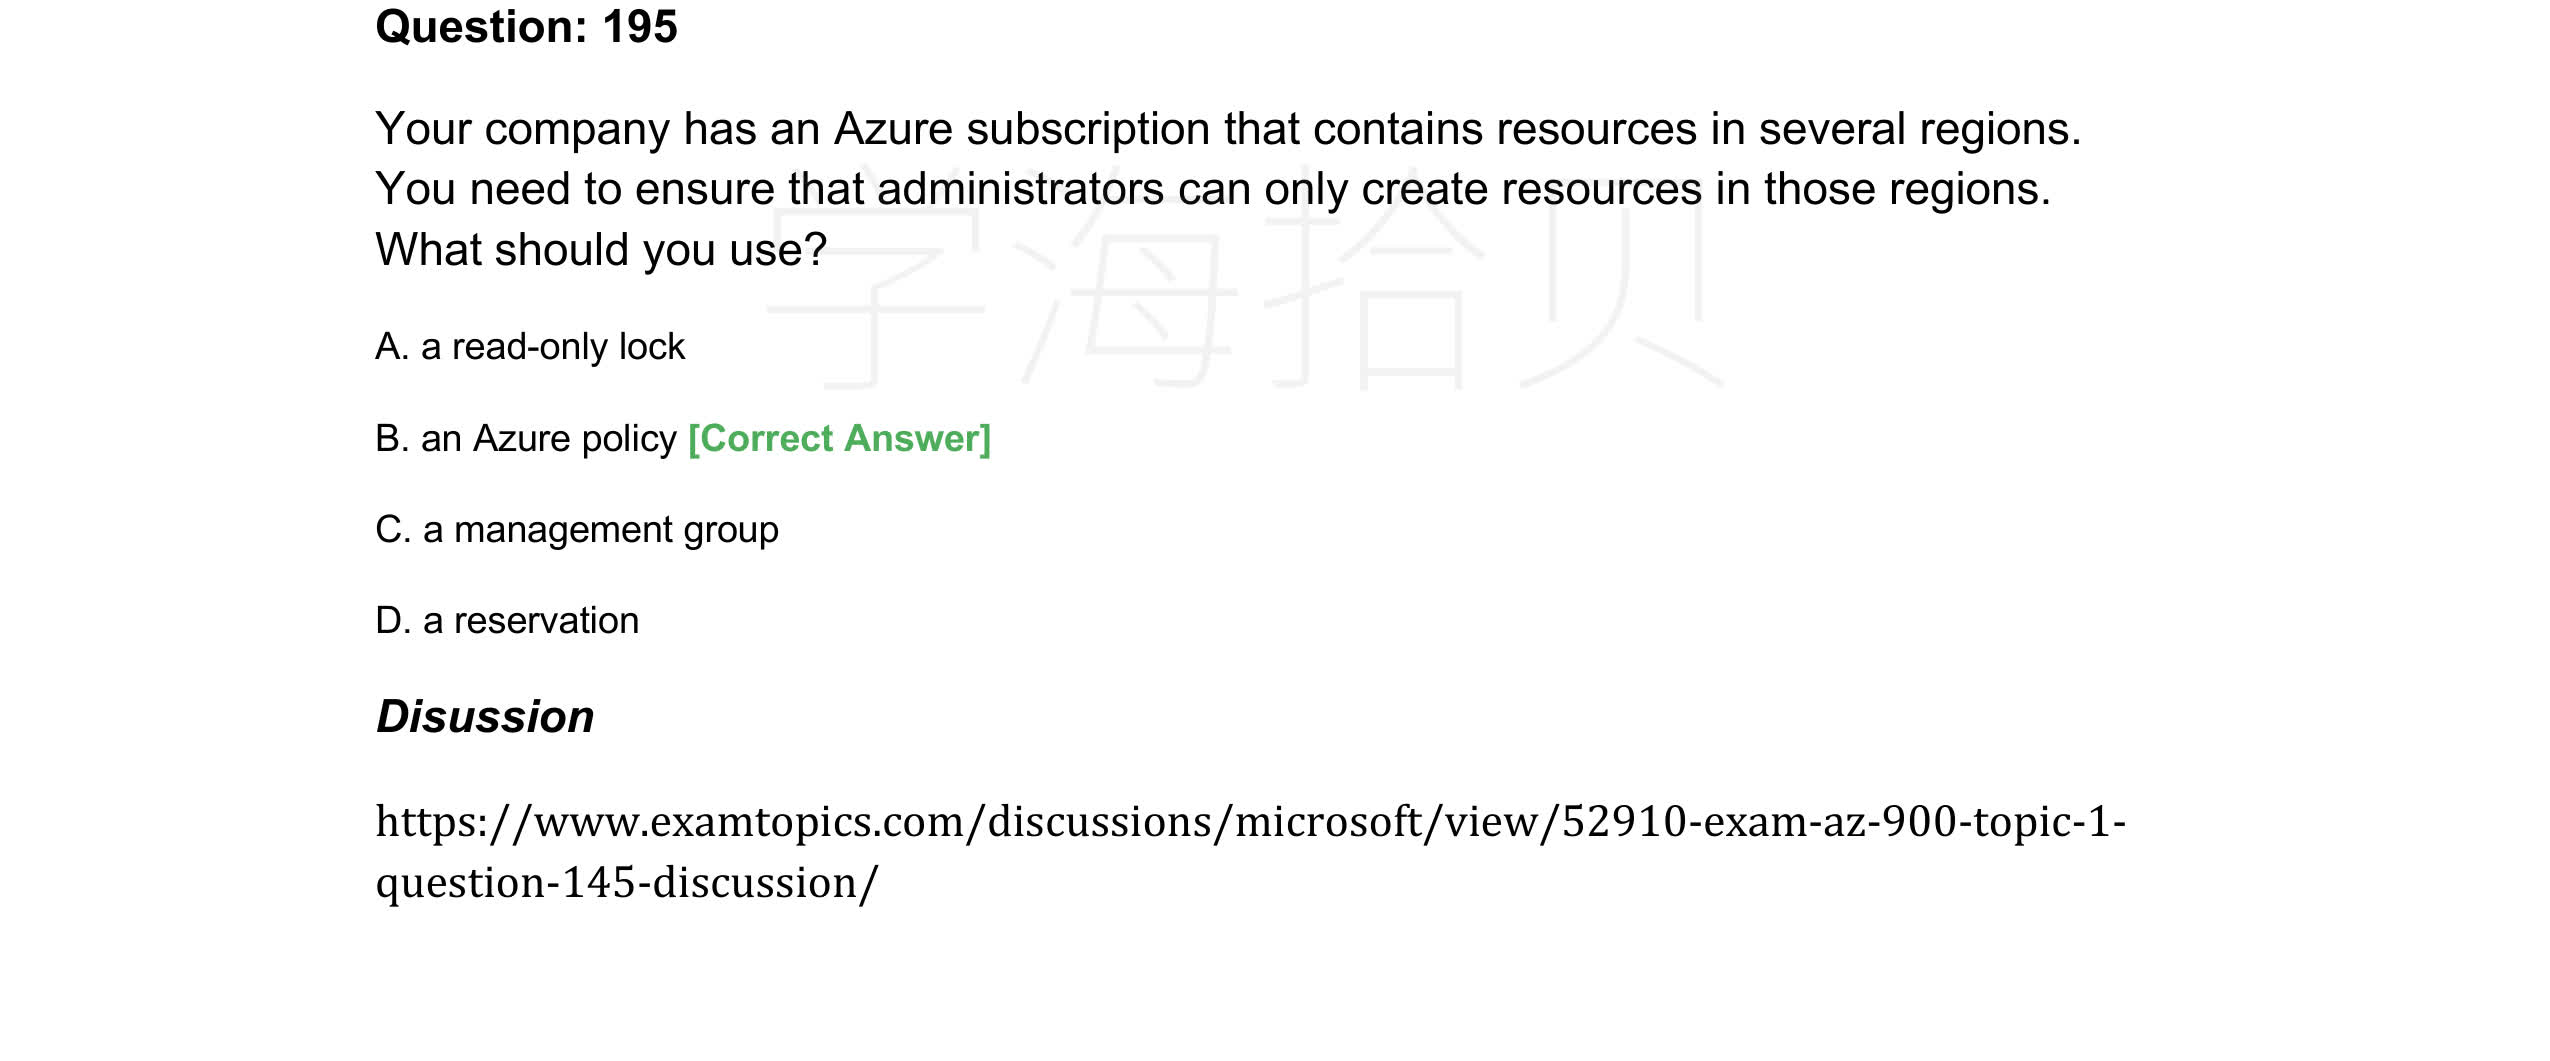 Question: 195
Your company has an Azure subscription that contains resources in several regions.
You need to ensure that administrators can only create resources in those regions.
What should you use?
学海拾贝
A. a read-only lock
B. an Azure policy [Correct Answer]
C. a management group
D. a reservation
Disussion
https://www.examtopics.com/discussions/microsoft/view/52910-exam-az-900-topic-1-
question-145-discussion/